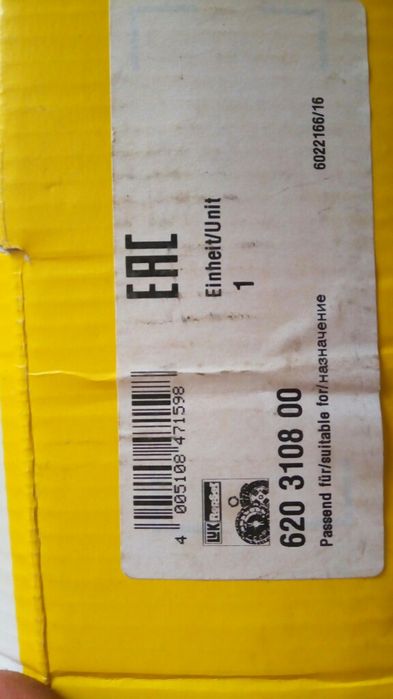 EAC
4 005108 471598
Einheit/Unit
1
LuK RepSet
620 3108 00
Passend für/suitable for/назначение
6022166/16